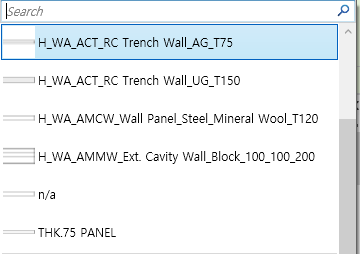 Search
H_WA_ACT_RC Trench Wall_AG_T75
H_WA_ACT_RC Trench Wall_UG_T150
H_WA_AMCW_Wall Panel_Steel_Mineral Wool_T120
H_WA_AMMW_Ext. Cavity Wall_Block_100_100_200
n/a
THK.75 PANEL